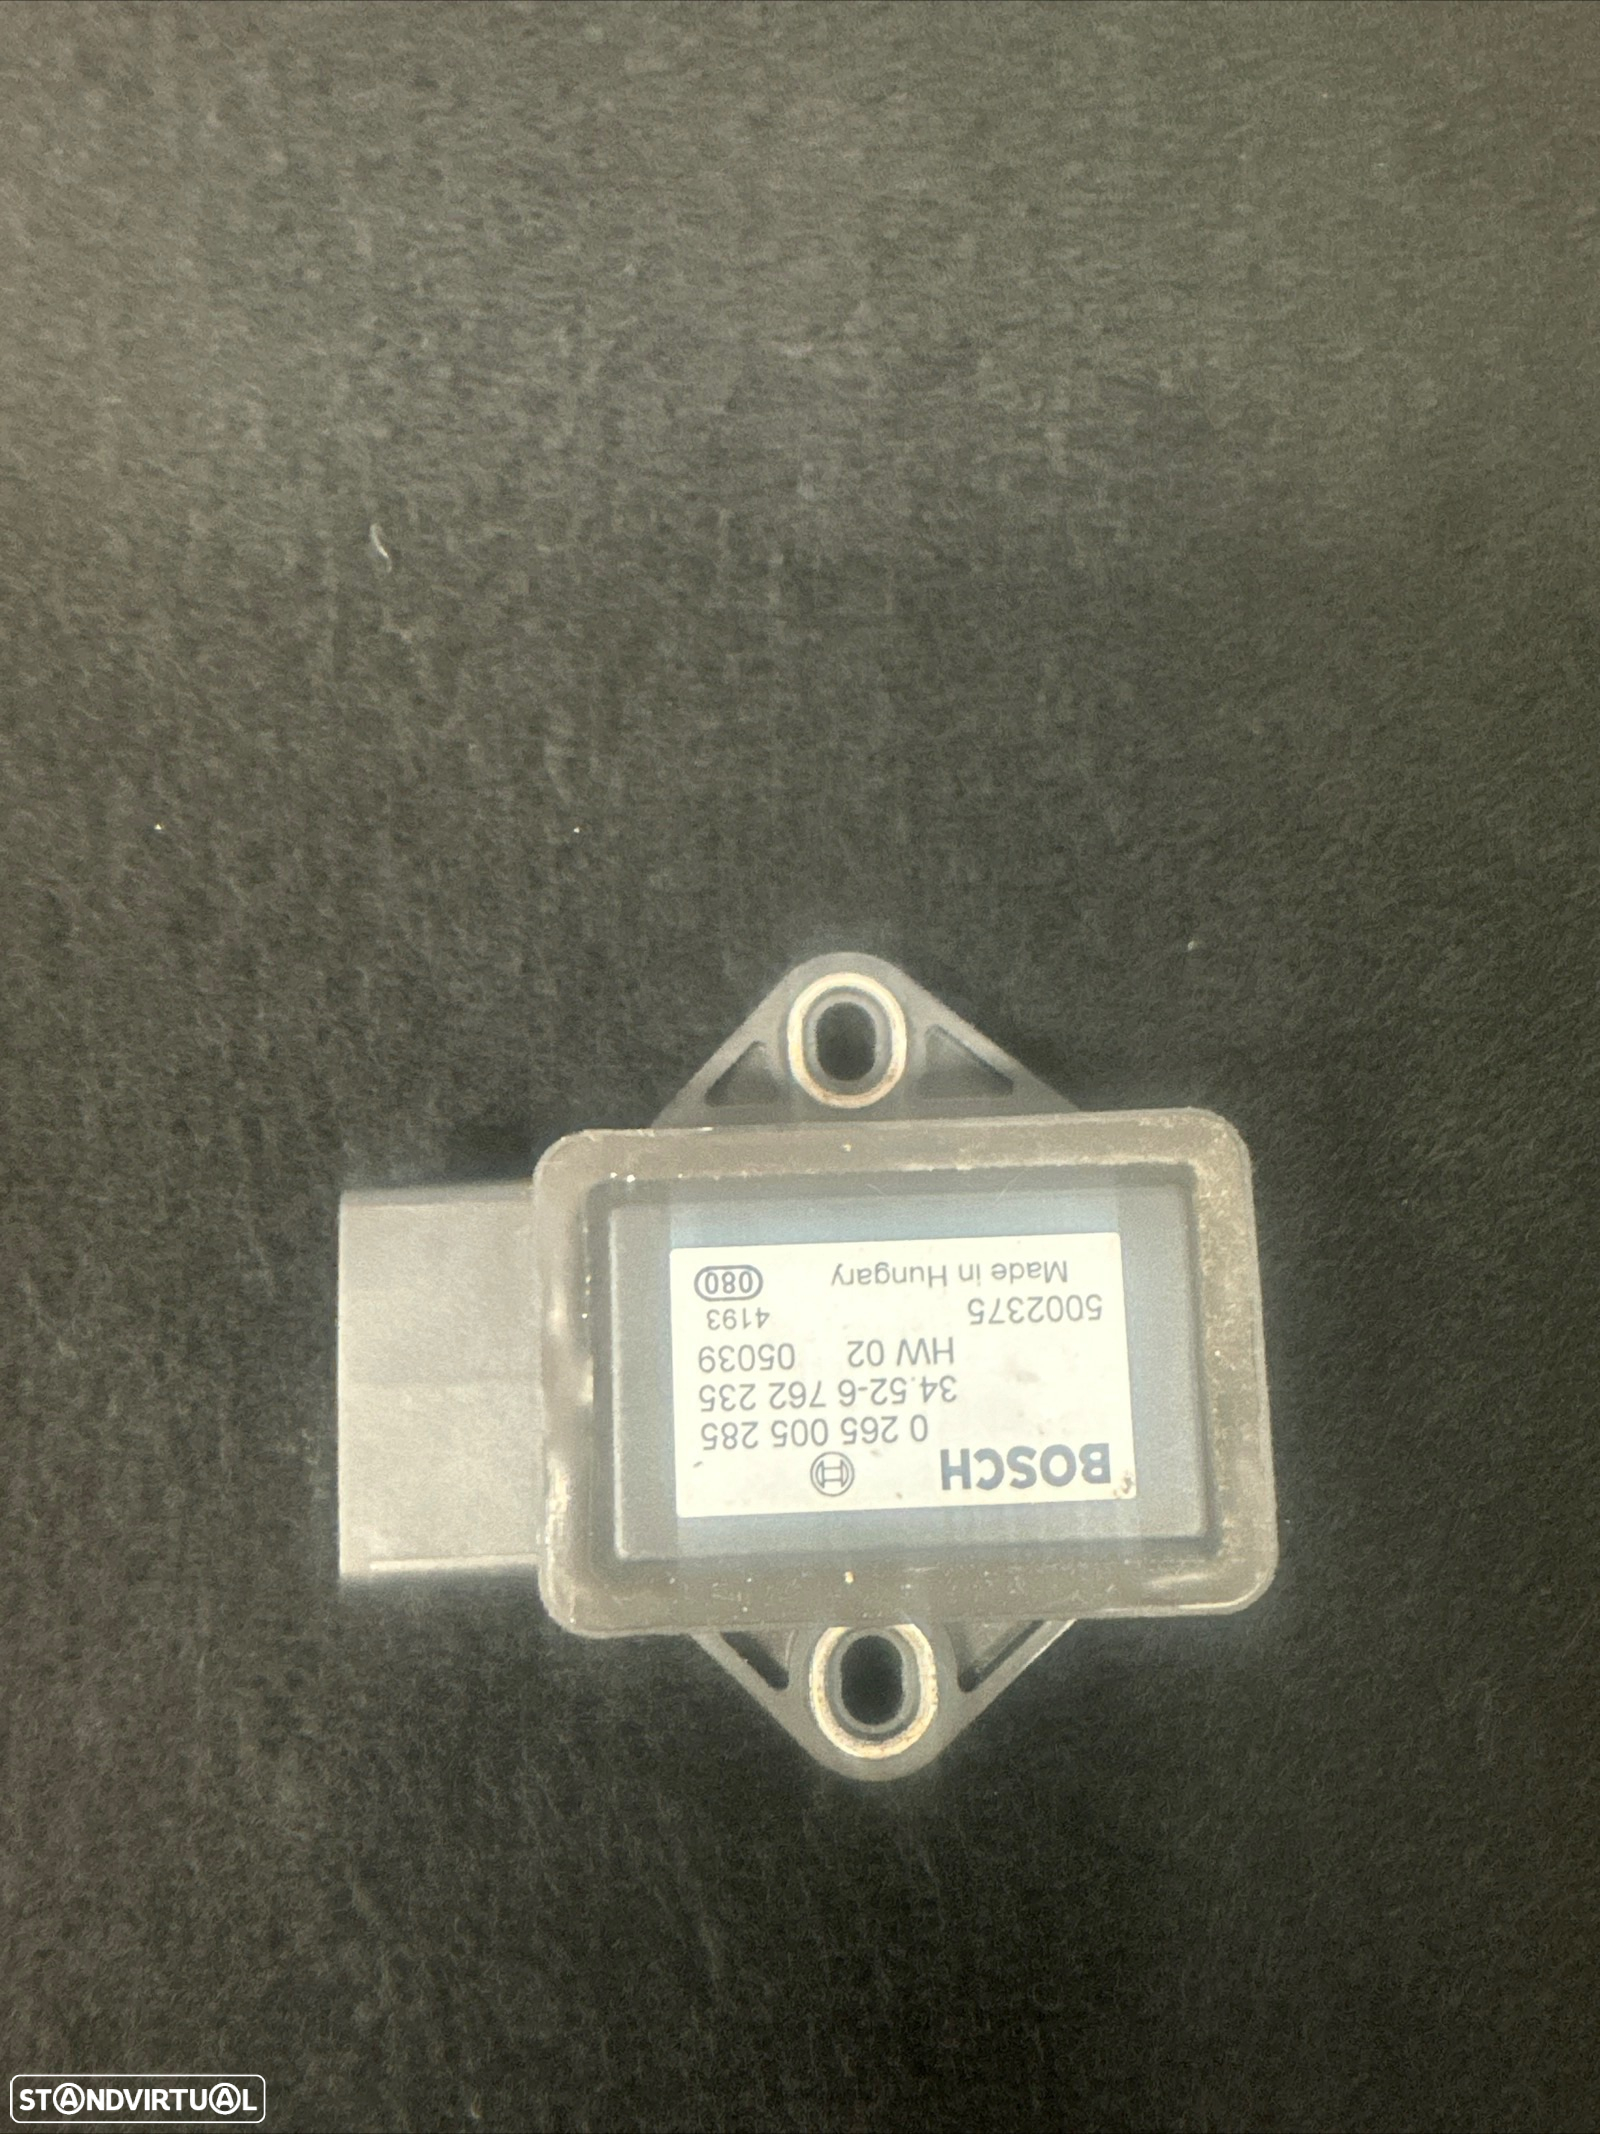 BOSCH
0 265 005 285
34.52-6 762 235
HW 02 05039
5002375 4193
Made in Hungary 080
STANDVIRTUAL